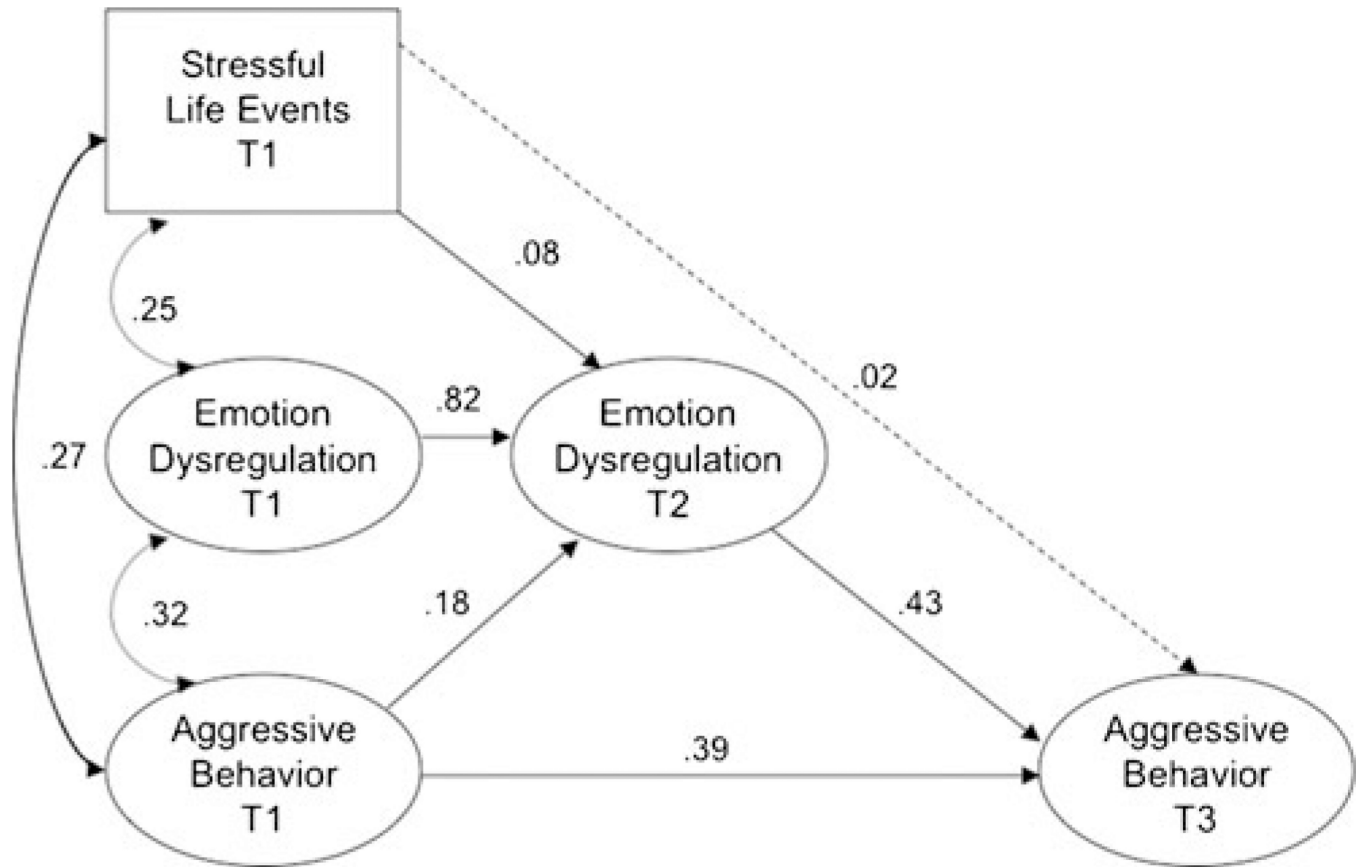 Stressful
Life Events
T1
.08
.25
.02
Emotion
Dysregulation
T1
.82
Emotion
Dysregulation
T2
.27
.32
.18
.43
Aggressive
Behavior
T1
.39
Aggressive
Behavior
T3